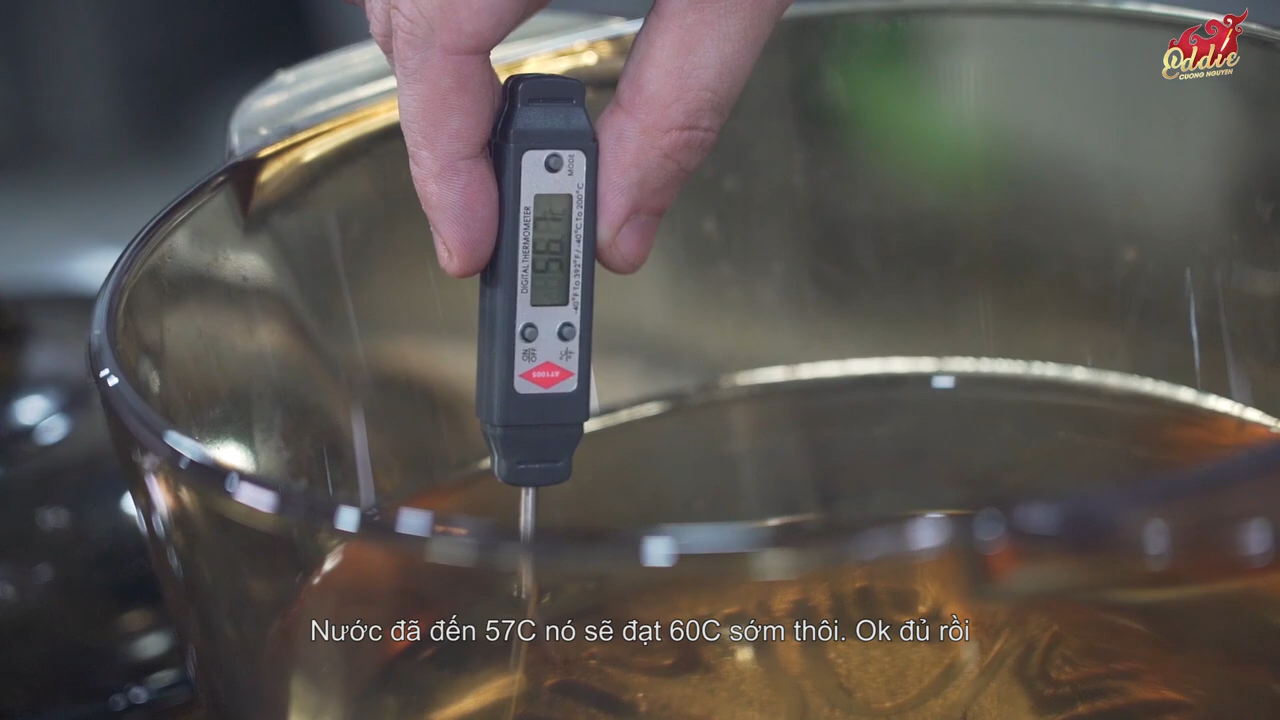 Eddie
CUONG NGUYEN
MODE
DIGITAL THERMOMETER
-40°F To 392°F / -40°C To 200°C
56.7°C
ON
OFF
°C
°F
AT1005
Nước đã đến 57C nó sẽ đạt 60C sớm thôi. Ok đủ rồi